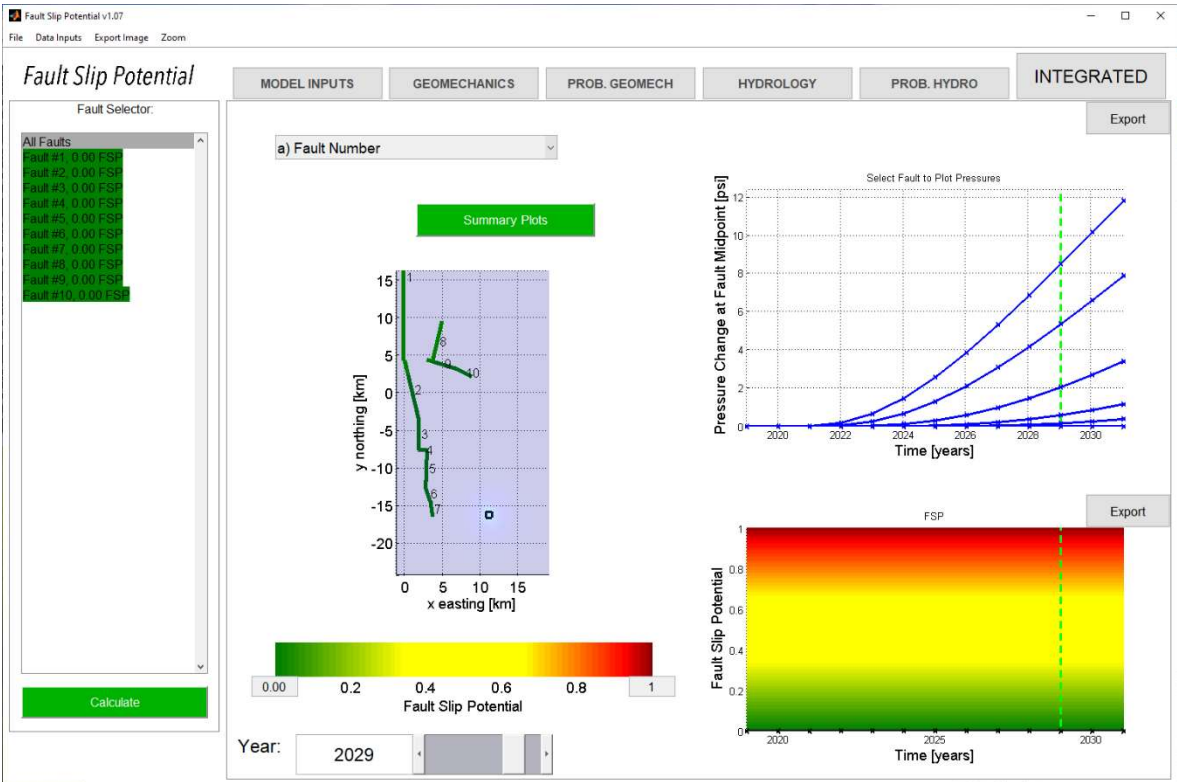 Fault Slip Potential v1.07
File Data Inputs Export Image Zoom
Fault Slip Potential
MODEL INPUTS
GEOMECHANICS
PROB. GEOMECH
HYDROLOGY
PROB. HYDRO
INTEGRATED
Fault Selector:
All Faults
Fault #1, 0.00 FSP
Fault #2, 0.00 FSP
Fault #3, 0.00 FSP
Fault #4, 0.00 FSP
Fault #5, 0.00 FSP
Fault #6, 0.00 FSP
Fault #7, 0.00 FSP
Fault #8, 0.00 FSP
Fault #9, 0.00 FSP
Fault #10, 0.00 FSP
Calculate
a) Fault Number
Summary Plots
15
10
5
0
-5
-10
-15
-20
y northing [km]
1
8
9
10
2
3
4
5
6
7
0 5 10 15
x easting [km]
0.00 0.2 0.4 0.6 0.8 1
Fault Slip Potential
Year:
2029
Export
Select Fault to Plot Pressures
Pressure Change at Fault Midpoint [psi]
12
10
8
6
4
2
0
2020 2022 2024 2026 2028 2030
Time [years]
Export
FSP
Fault Slip Potential
1
0.8
0.6
0.4
0.2
0
2020 2025 2030
Time [years]